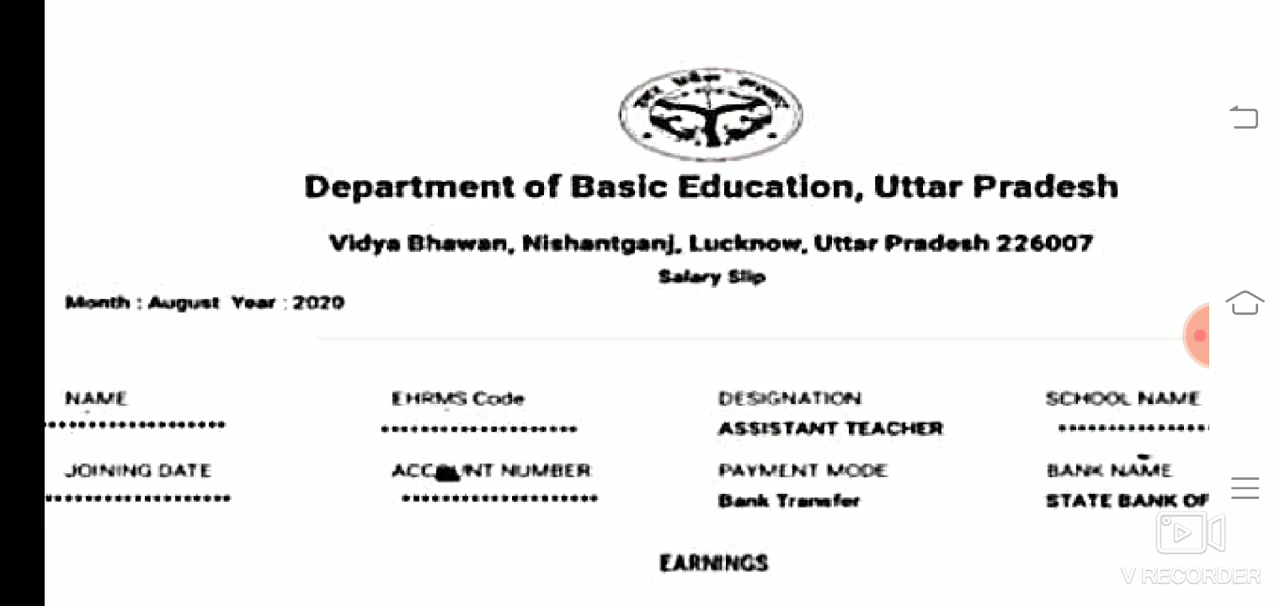 Department of Basic Education, Uttar Pradesh
Vidya Bhawan, Nishantganj, Lucknow, Uttar Pradesh 226007
Salary Slip
Month : August Year : 2020
NAME EHRMS Code DESIGNATION SCHOOL NAME
ASSISTANT TEACHER
JOINING DATE ACCOUNT NUMBER PAYMENT MODE BANK NAME
Bank Transfer STATE BANK OF
EARNINGS
V RECORDER